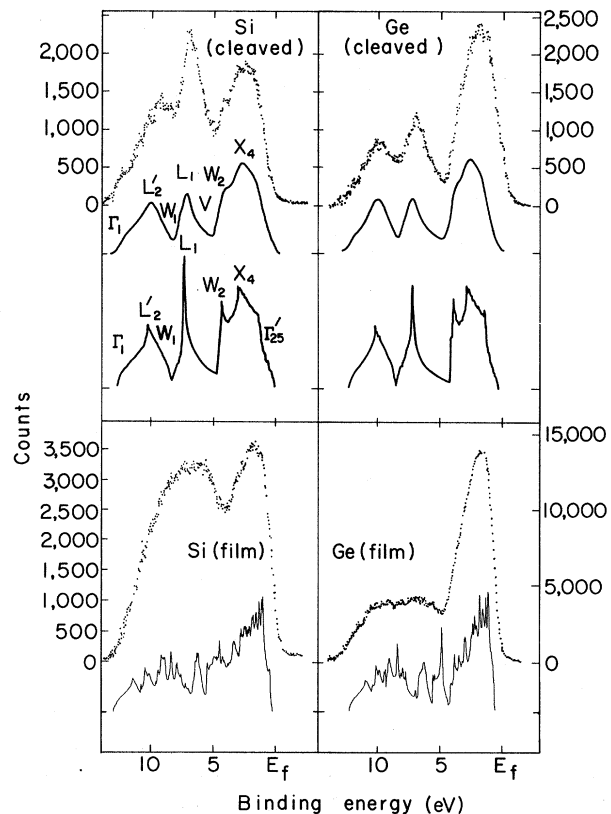 Si
(cleaved)
Ge
(cleaved)
2,000
1,500
1,000
500
0
2,500
2,000
1,500
1,000
500
0
Γ₁
L₂′
W₁
L₁
V
W₂
X₄
Γ₁
L₂′
W₁
L₁
W₂
X₄
Γ₂₅′
Counts
3,500
3,000
2,500
2,000
1,500
1,000
500
0
Si (film)
Ge (film)
15,000
10,000
5,000
0
10
5
E_f
10
5
E_f
Binding energy (eV)